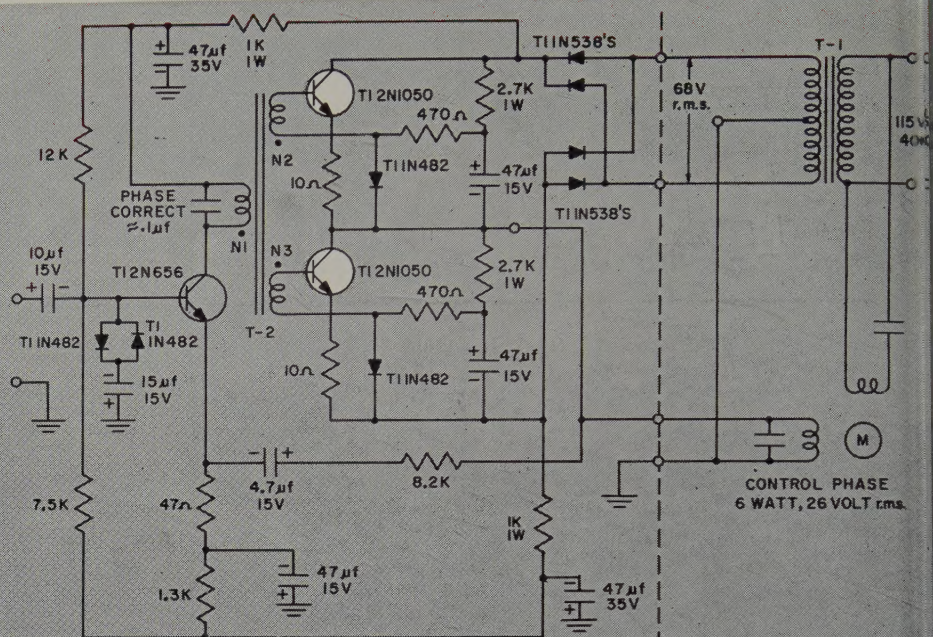 47µf
35V
1K
1W
TI 1N538'S
T-1
TI 2N1050
2.7K
1W
68V
r.m.s.
470Ω
12K
N2
TI 1N482
47µf
15V
10Ω
PHASE
CORRECT
≈.1µf
TI 1N538'S
N1
N3
TI 2N1050
10µf
15V
TI 2N656
2.7K
1W
470Ω
T-2
TI 1N482
TI
1N482
47µf
15V
10Ω
TI 1N482
15µf
15V
M
4.7µf
15V
8.2K
CONTROL PHASE
6 WATT, 26 VOLT r.m.s.
7.5K
47Ω
1K
1W
1.3K
47µf
15V
47µf
35V